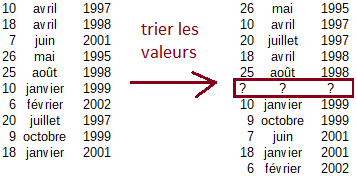 10 avril 1997
18 avril 1998
7 juin 2001
26 mai 1995
25 août 1998
10 janvier 1999
6 février 2002
20 juillet 1997
9 octobre 1999
18 janvier 2001
trier les
valeurs
26 mai 1995
10 avril 1997
20 juillet 1997
18 avril 1998
25 août 1998
? ? ?
10 janvier 1999
9 octobre 1999
7 juin 2001
18 janvier 2001
6 février 2002